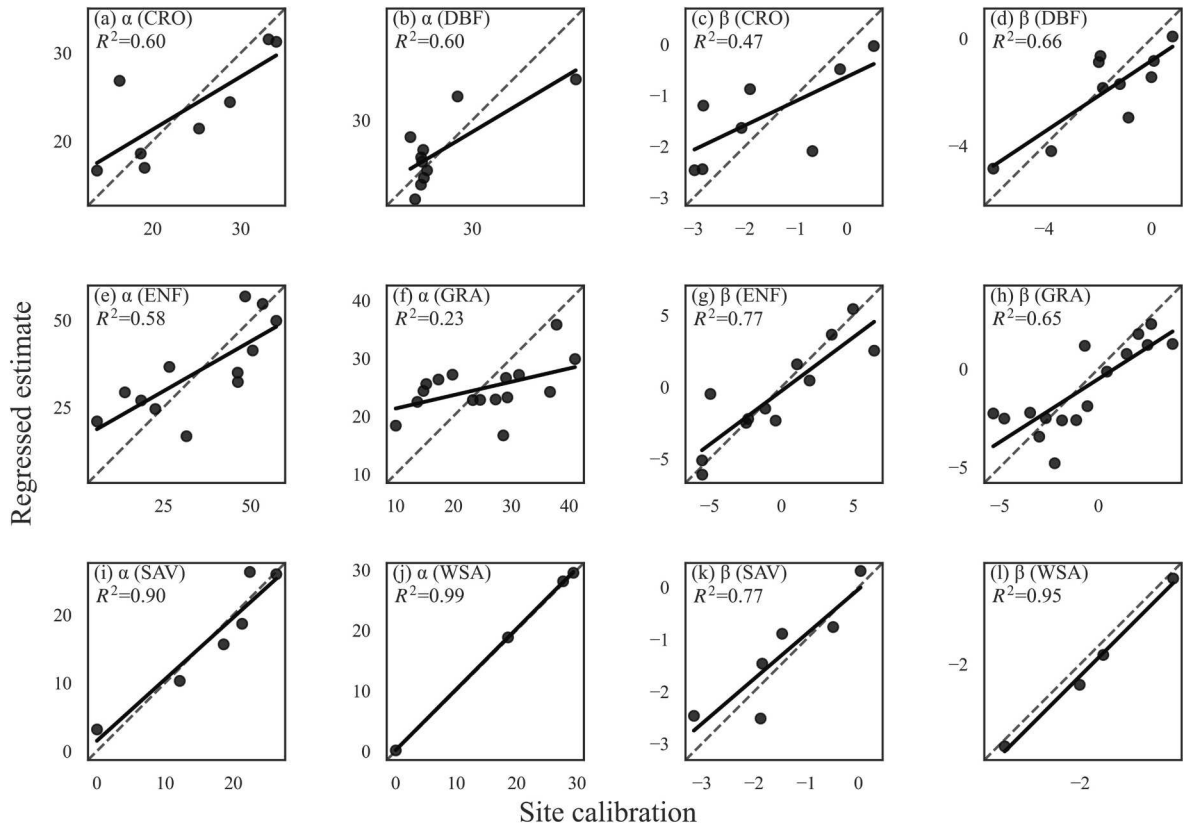 (a) α (CRO)
R²=0.60
30
20
20 30
(b) α (DBF)
R²=0.60
30
30
(c) β (CRO)
R²=0.47
0
−1
−2
−3
−3 −2 −1 0
(d) β (DBF)
R²=0.66
0
−4
−4 0
Regressed estimate
(e) α (ENF)
R²=0.58
50
25
25 50
(f) α (GRA)
R²=0.23
40
30
20
10
10 20 30 40
(g) β (ENF)
R²=0.77
5
0
−5
−5 0 5
(h) β (GRA)
R²=0.65
0
−5
−5 0
(i) α (SAV)
R²=0.90
20
10
0
0 10 20
(j) α (WSA)
R²=0.99
30
20
10
0
0 10 20 30
(k) β (SAV)
R²=0.77
0
−1
−2
−3
−3 −2 −1 0
(l) β (WSA)
R²=0.95
−2
−2
Site calibration